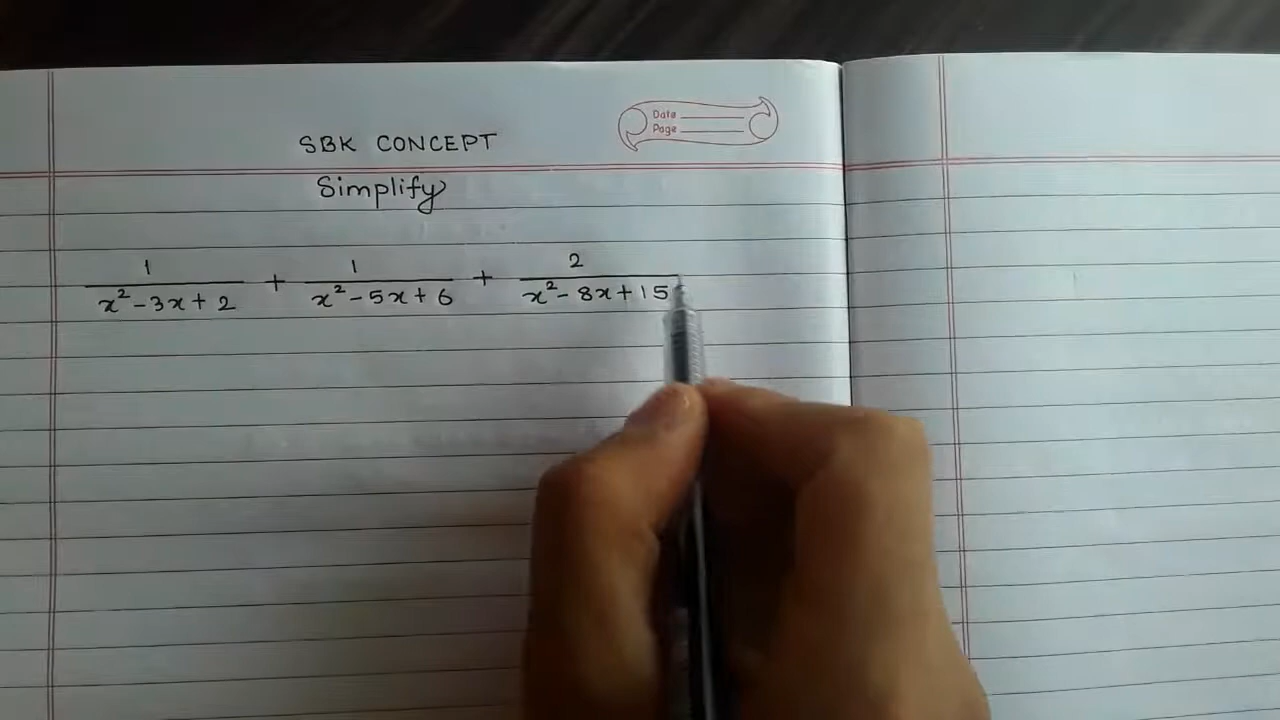 Date
Page
SBK CONCEPT
Simplify
1/(x²-3x+2) + 1/(x²-5x+6) + 2/(x²-8x+15)